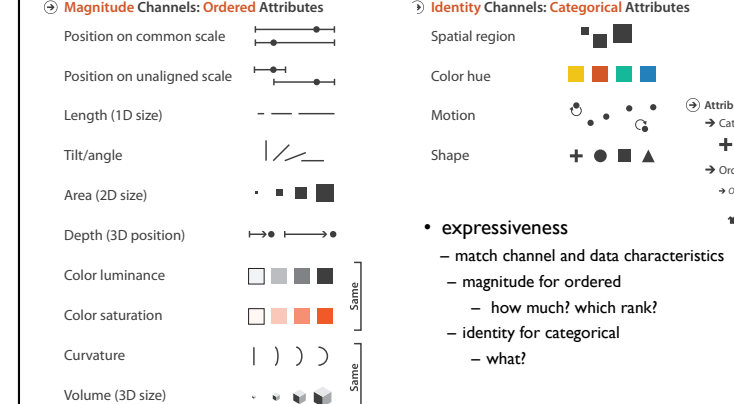 Magnitude Channels: Ordered Attributes
Position on common scale
Position on unaligned scale
Length (1D size)
Tilt/angle
Area (2D size)
Depth (3D position)
Color luminance
Color saturation
Same
Curvature
Volume (3D size)
Same
Identity Channels: Categorical Attributes
Spatial region
Color hue
Motion
Shape
• expressiveness
– match channel and data characteristics
– magnitude for ordered
– how much? which rank?
– identity for categorical
– what?